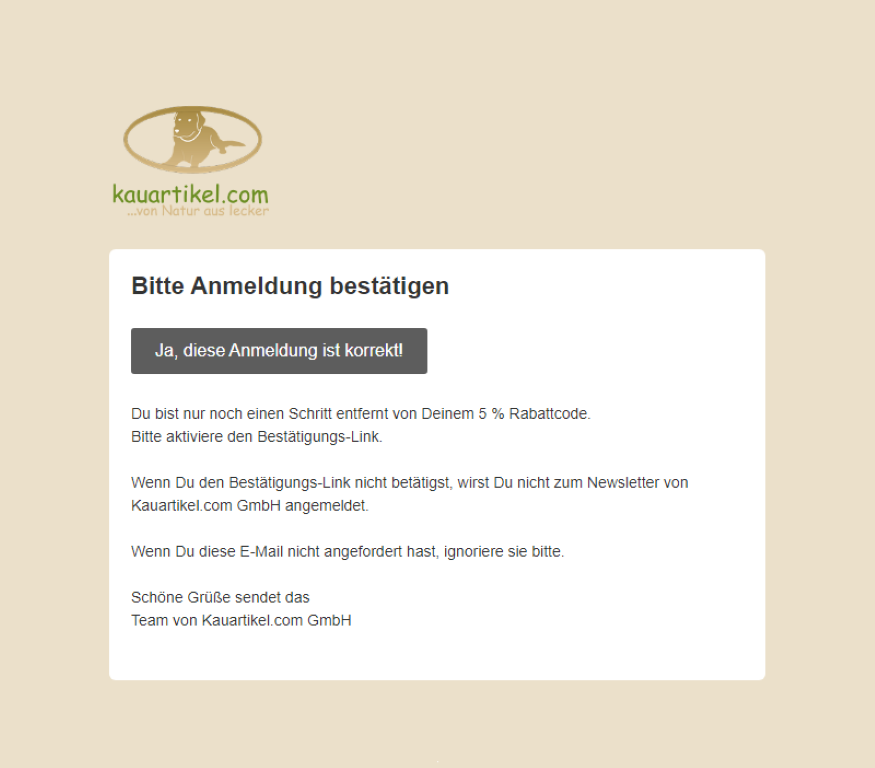 kauartikel.com
...von Natur aus lecker
Bitte Anmeldung bestätigen
Ja, diese Anmeldung ist korrekt!
Du bist nur noch einen Schritt entfernt von Deinem 5 % Rabattcode.
Bitte aktiviere den Bestätigungs-Link.
Wenn Du den Bestätigungs-Link nicht betätigst, wirst Du nicht zum Newsletter von
Kauartikel.com GmbH angemeldet.
Wenn Du diese E-Mail nicht angefordert hast, ignoriere sie bitte.
Schöne Grüße sendet das
Team von Kauartikel.com GmbH